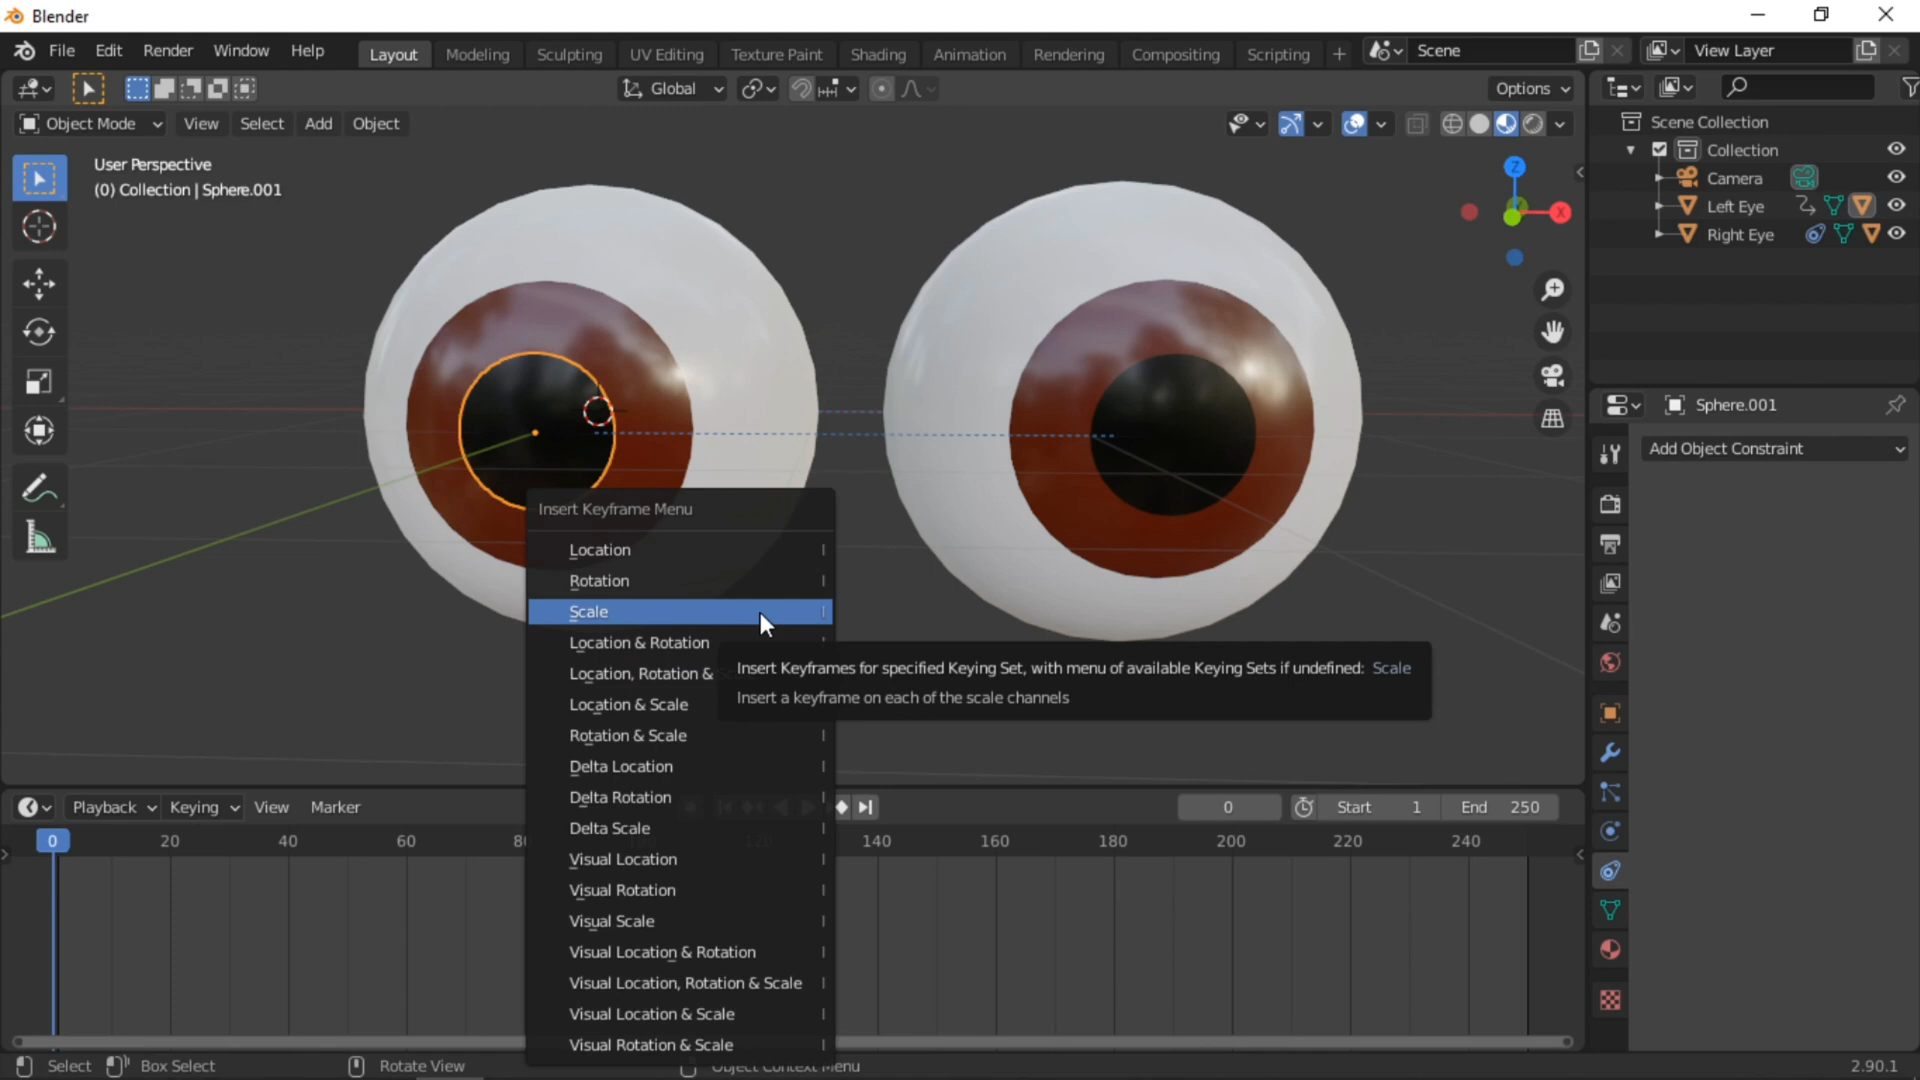 Blender
File Edit Render Window Help Layout Modeling Sculpting UV Editing Texture Paint Shading Animation Rendering Compositing Scripting + Scene View Layer
Global Options
Object Mode View Select Add Object
User Perspective
(0) Collection | Sphere.001
Z
X
Scene Collection
Collection
Camera
Left Eye
Right Eye
Sphere.001
Add Object Constraint
Insert Keyframe Menu
Location I
Rotation I
Scale I
Location & Rotation
Location, Rotation &
Location & Scale
Rotation & Scale I
Delta Location I
Delta Rotation I
Delta Scale I
Visual Location I
Visual Rotation I
Visual Scale I
Visual Location & Rotation I
Visual Location, Rotation & Scale I
Visual Location & Scale I
Visual Rotation & Scale I
Insert Keyframes for specified Keying Set, with menu of available Keying Sets if undefined: Scale
Insert a keyframe on each of the scale channels
Playback Keying View Marker 0 Start 1 End 250
0 20 40 60 120 140 160 180 200 220 240
Select Box Select Rotate View Object Context Menu 2.90.1